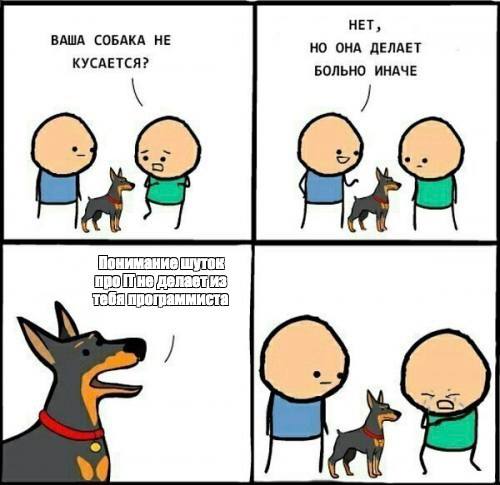 ВАША СОБАКА НЕ
КУСАЕТСЯ?
НЕТ,
НО ОНА ДЕЛАЕТ
БОЛЬНО ИНАЧЕ
Понимание шуток
про IT не делает из
тебя программиста